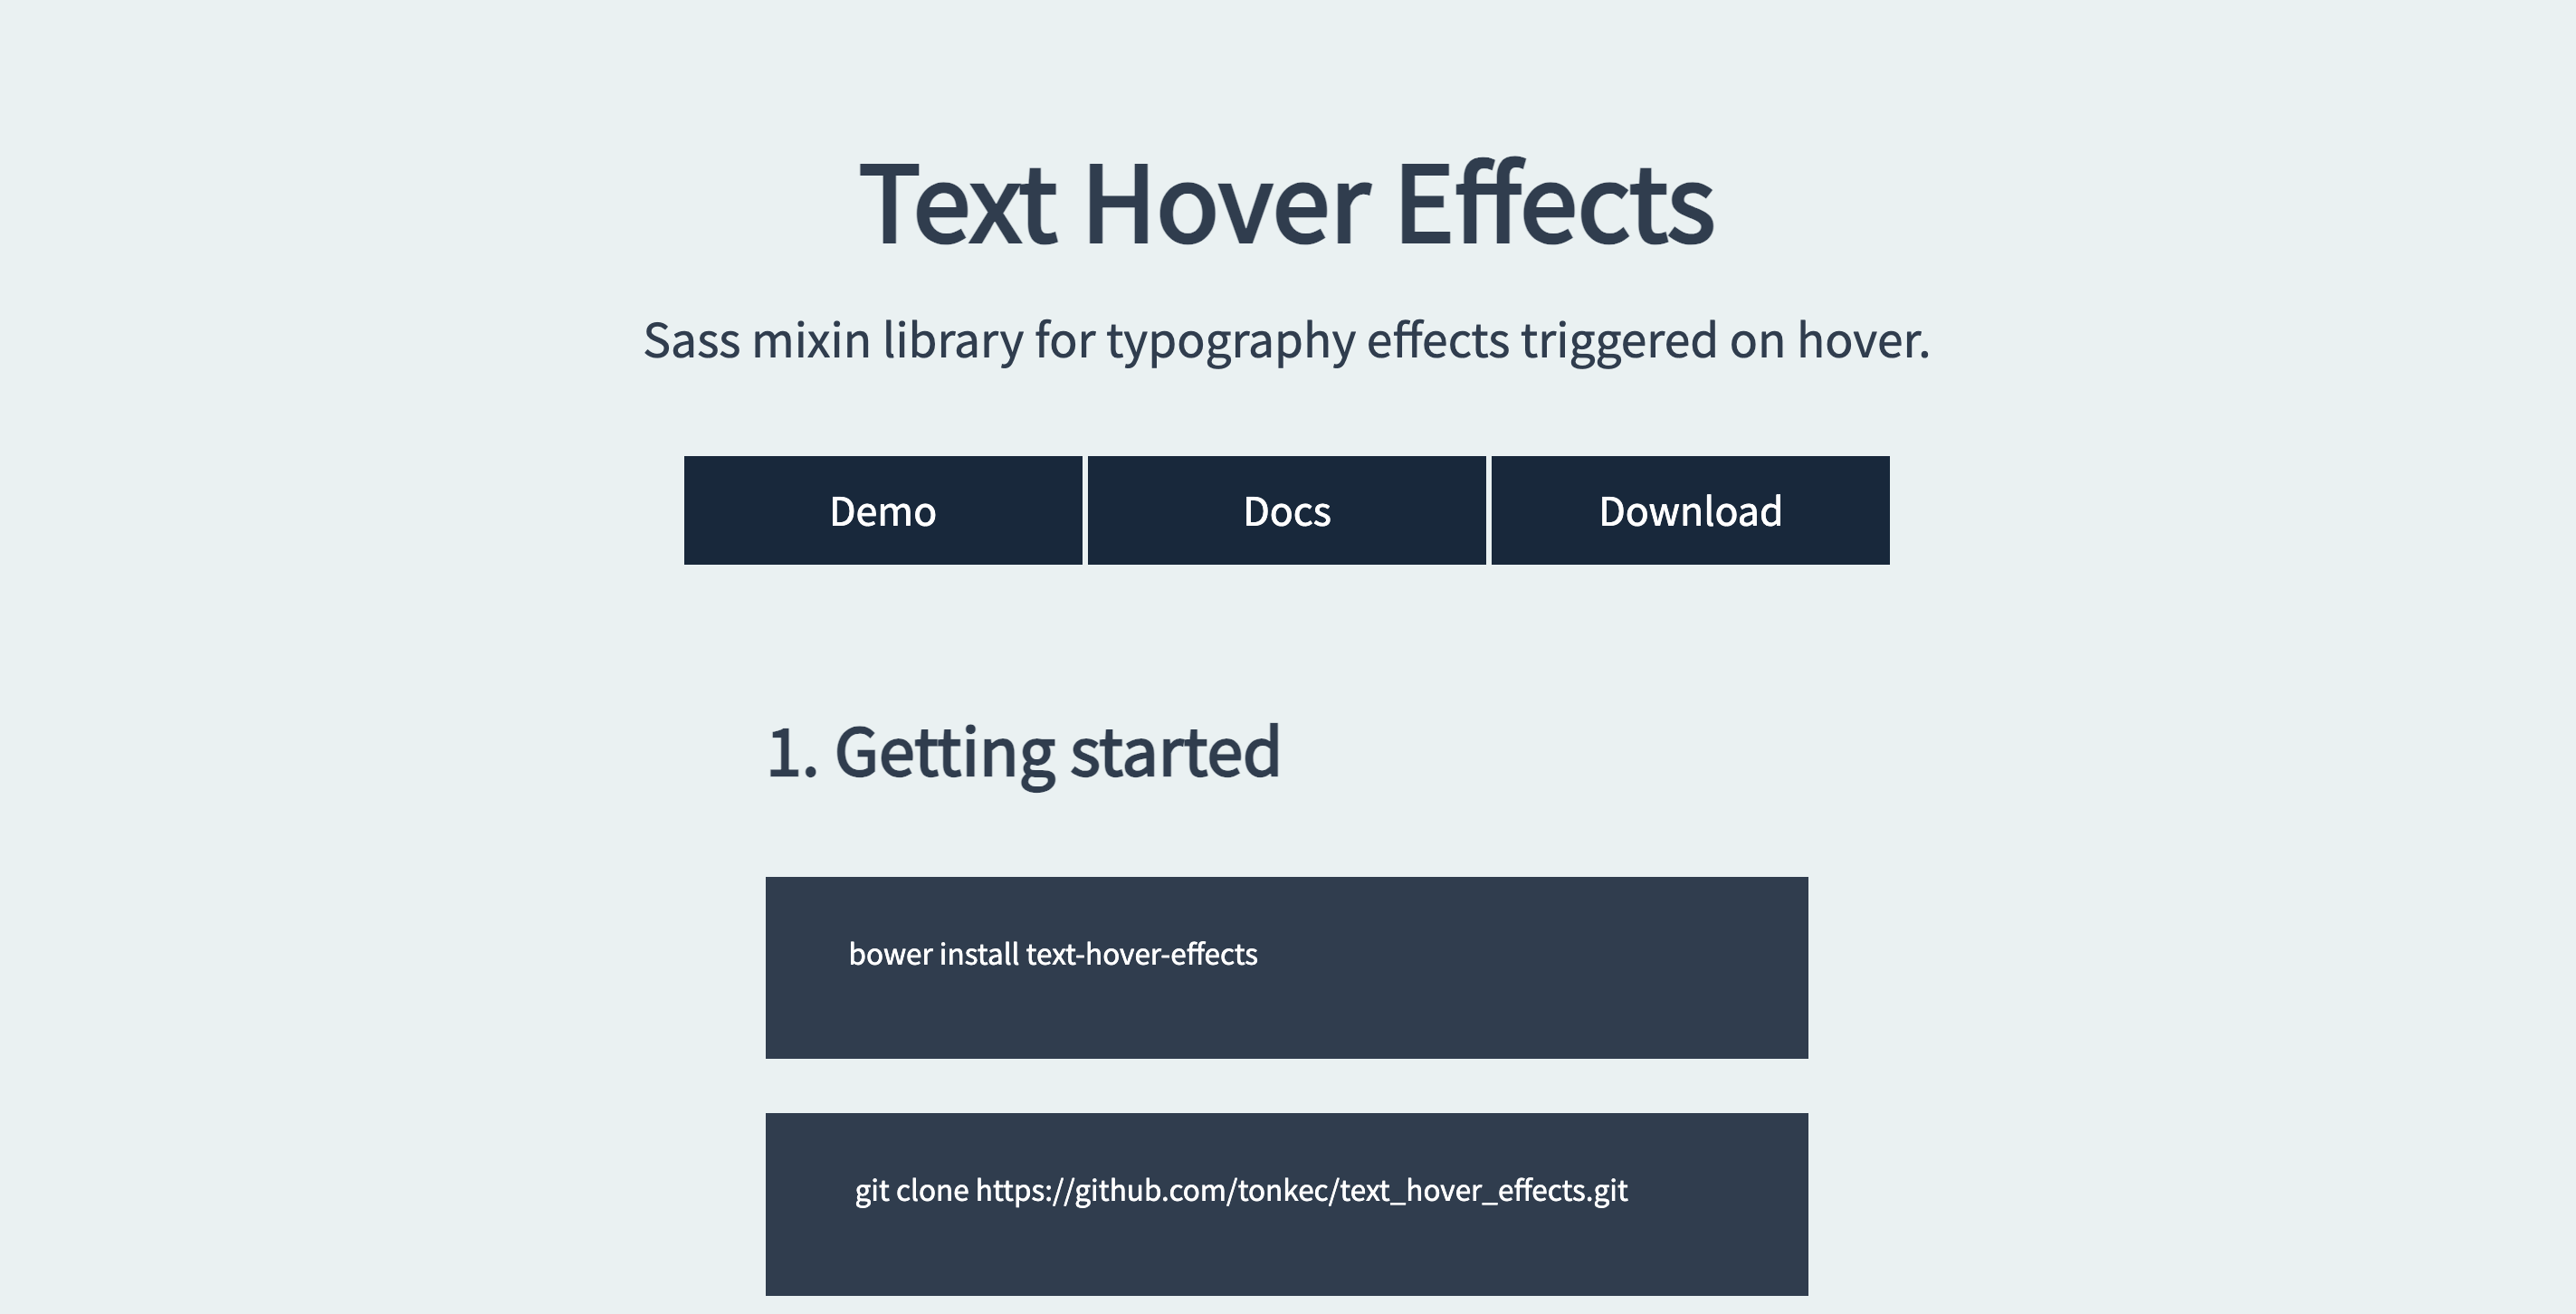 Text Hover Effects
Sass mixin library for typography effects triggered on hover.
Demo
Docs
Download
1. Getting started
bower install text-hover-effects
git clone https://github.com/tonkec/text_hover_effects.git